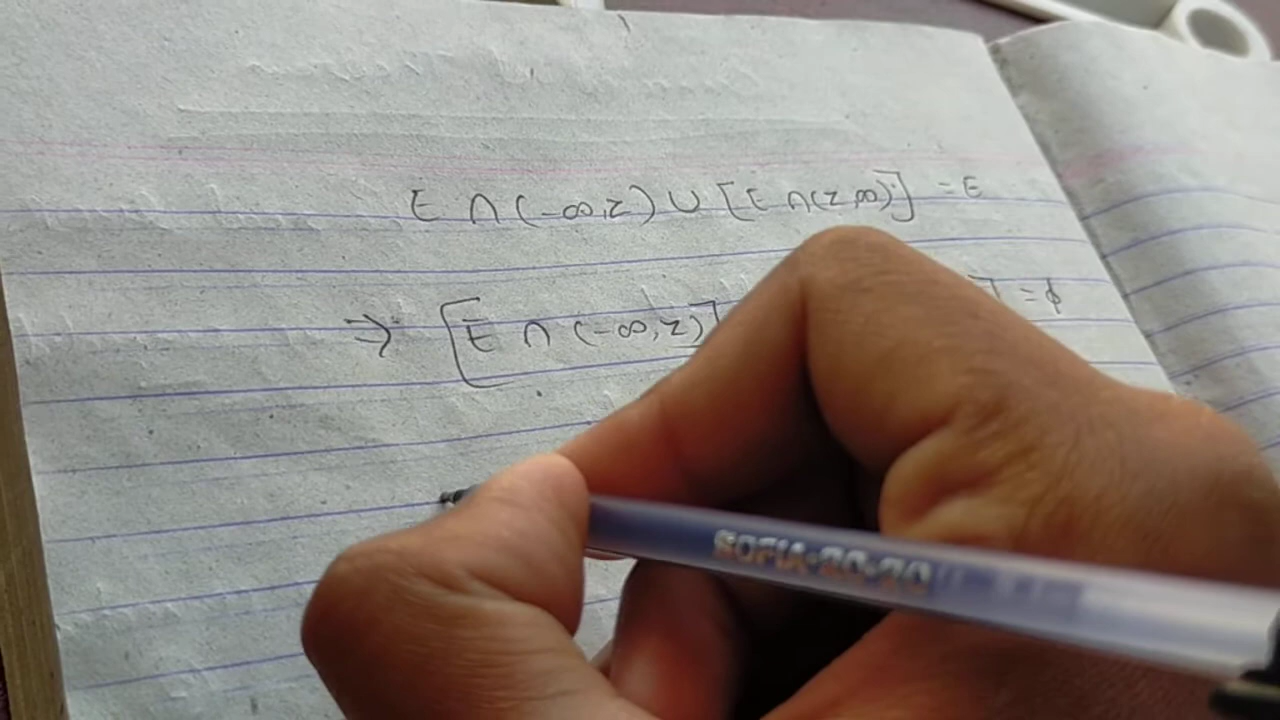 E ∩ (-∞,z) ∪ [E ∩(z,∞)] = E
⇒ [E ∩ (-∞,z)] ] = ϕ
SOFIA-20-20